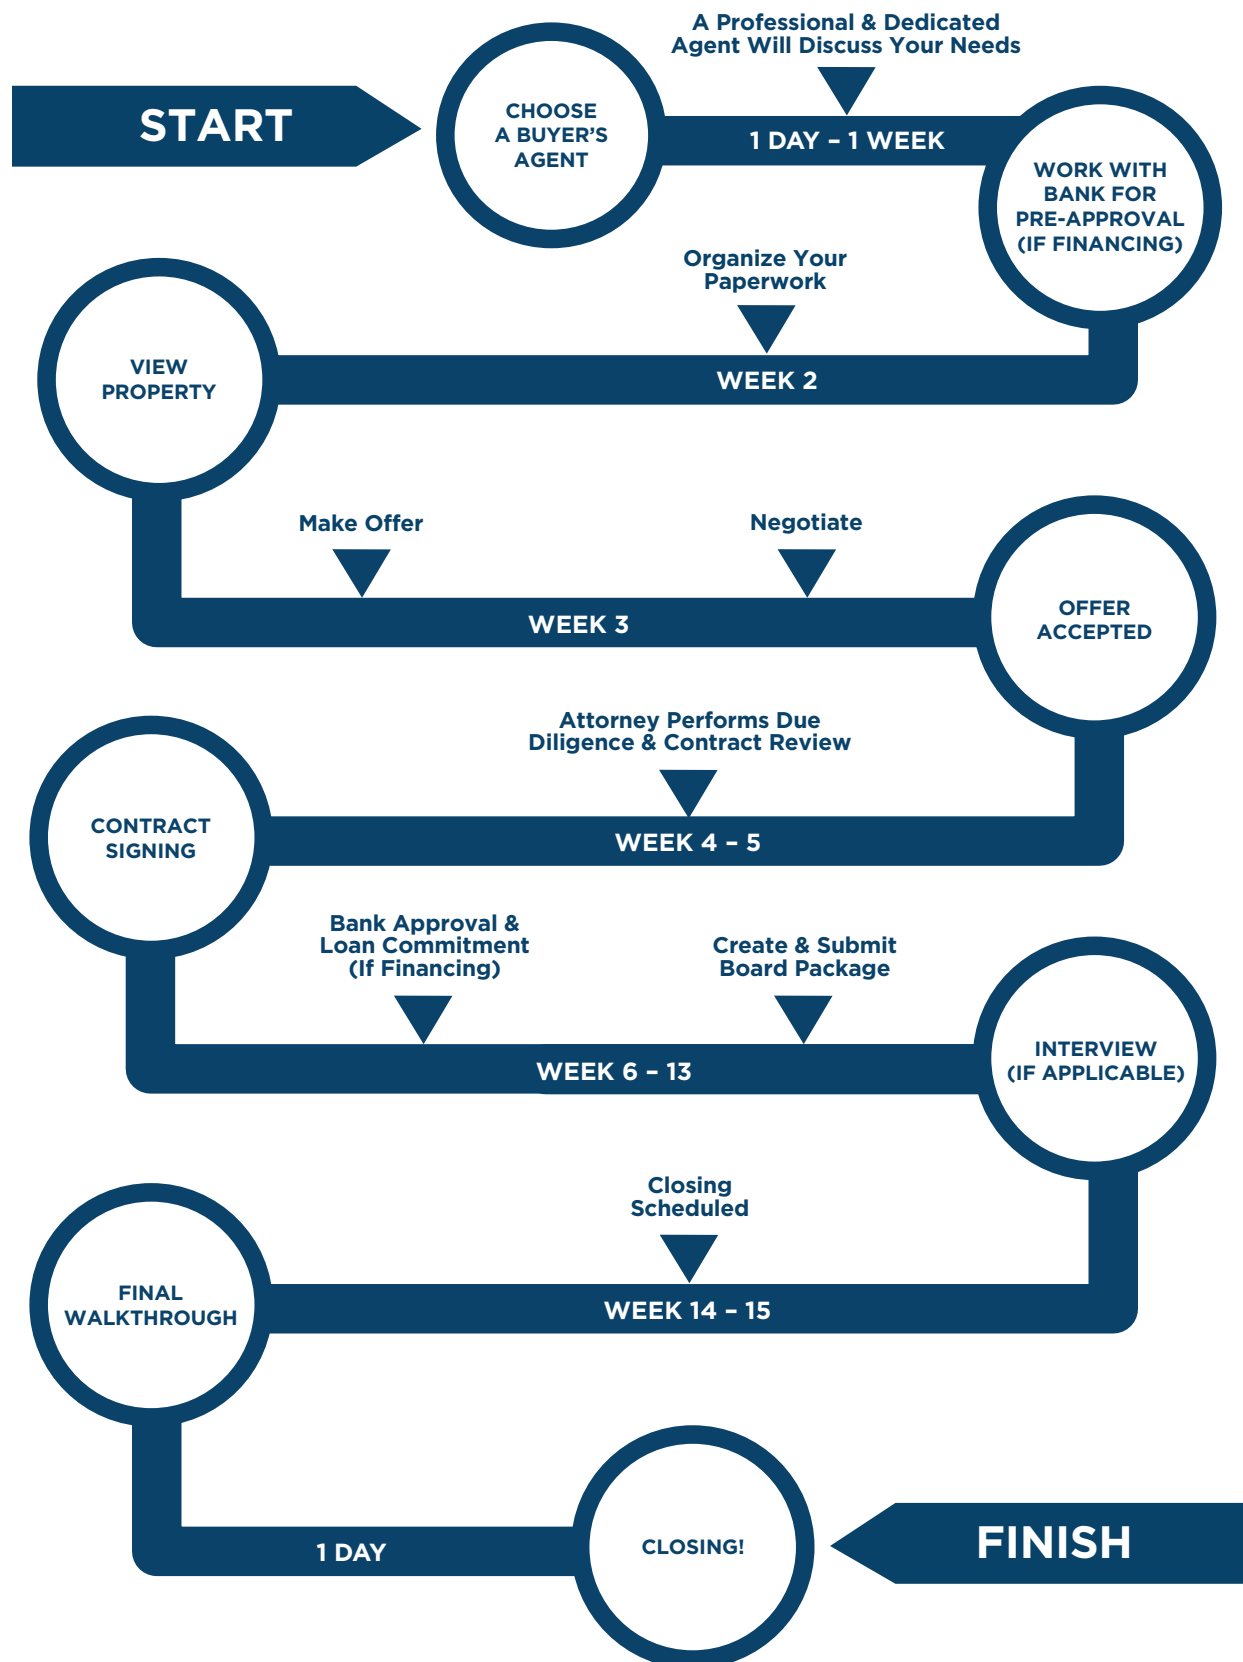 A Professional & Dedicated
Agent Will Discuss Your Needs
START
CHOOSE
A BUYER’S
AGENT
1 DAY – 1 WEEK
WORK WITH
BANK FOR
PRE-APPROVAL
(IF FINANCING)
Organize Your
Paperwork
WEEK 2
VIEW
PROPERTY
Make Offer
Negotiate
WEEK 3
OFFER
ACCEPTED
Attorney Performs Due
Diligence & Contract Review
WEEK 4 – 5
CONTRACT
SIGNING
Bank Approval &
Loan Commitment
(If Financing)
Create & Submit
Board Package
WEEK 6 – 13
INTERVIEW
(IF APPLICABLE)
Closing
Scheduled
WEEK 14 – 15
FINAL
WALKTHROUGH
1 DAY
CLOSING!
FINISH